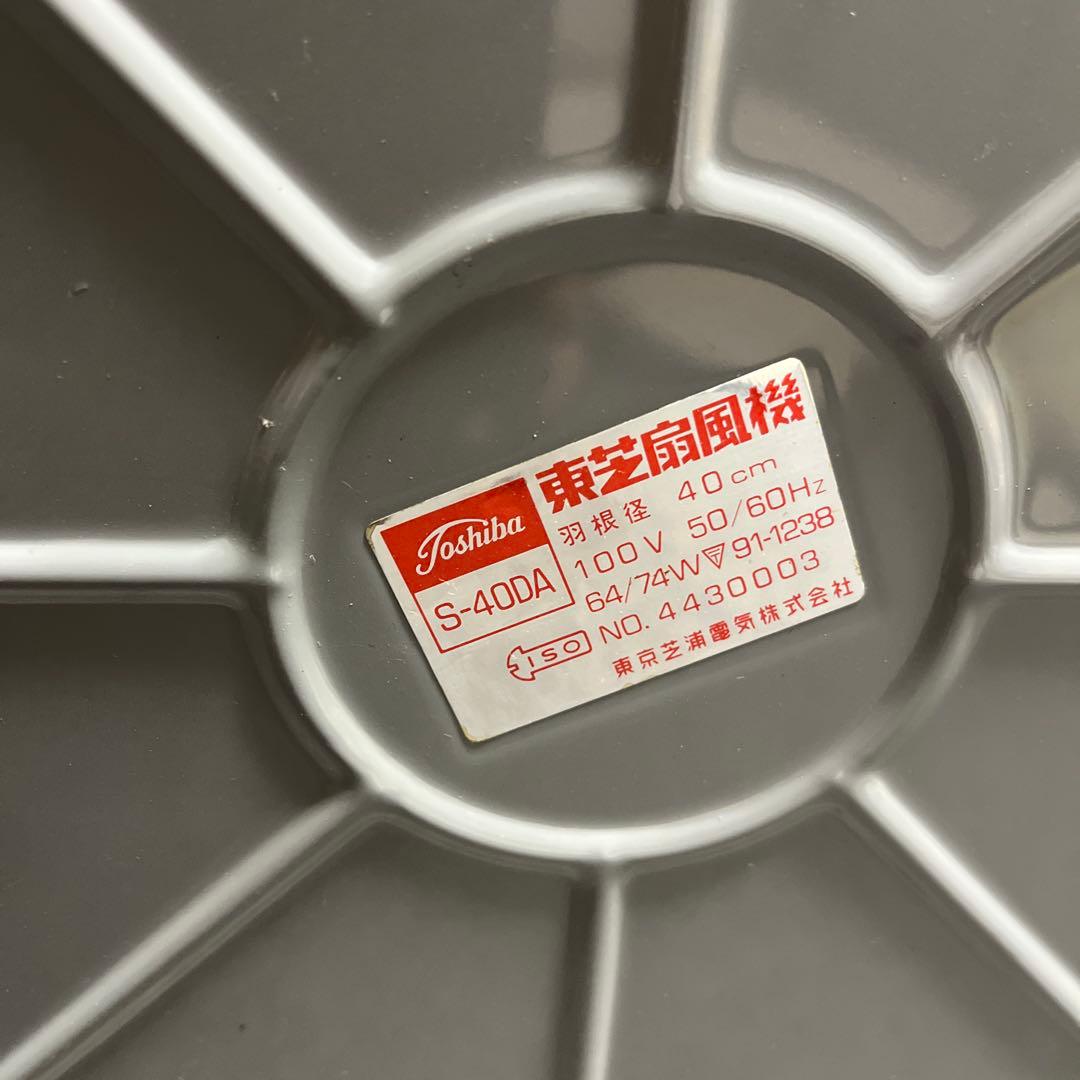 東芝扇風機
Toshiba
S-40DA
羽根径 40cm
100V 50/60Hz
64/74W 〒 91-1238
NO. 4430003
ISO
東京芝浦電気株式会社